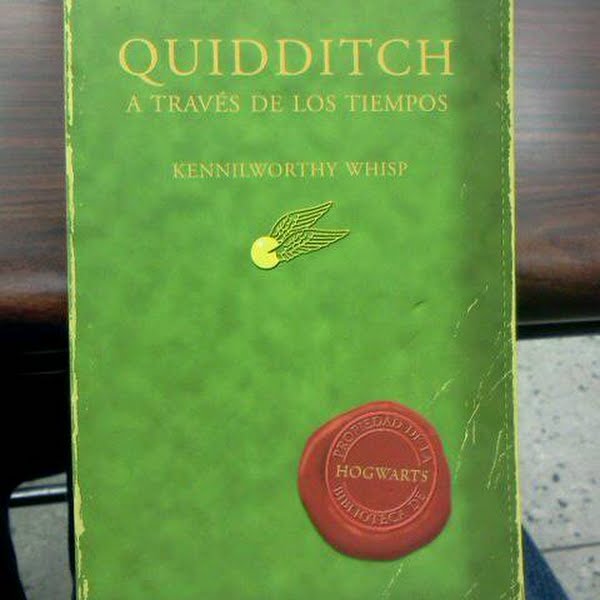 QUIDDITCH
A TRAVÉS DE LOS TIEMPOS
KENNILWORTHY WHISP
PROPIEDAD DE LA
BIBLIOTECA DE
HOGWARTS